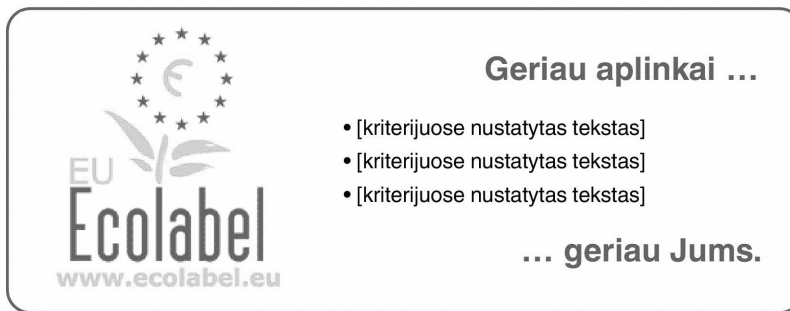 Geriau aplinkai …
• [kriterijuose nustatytas tekstas]
• [kriterijuose nustatytas tekstas]
• [kriterijuose nustatytas tekstas]
… geriau Jums.
EU
Ecolabel
www.ecolabel.eu